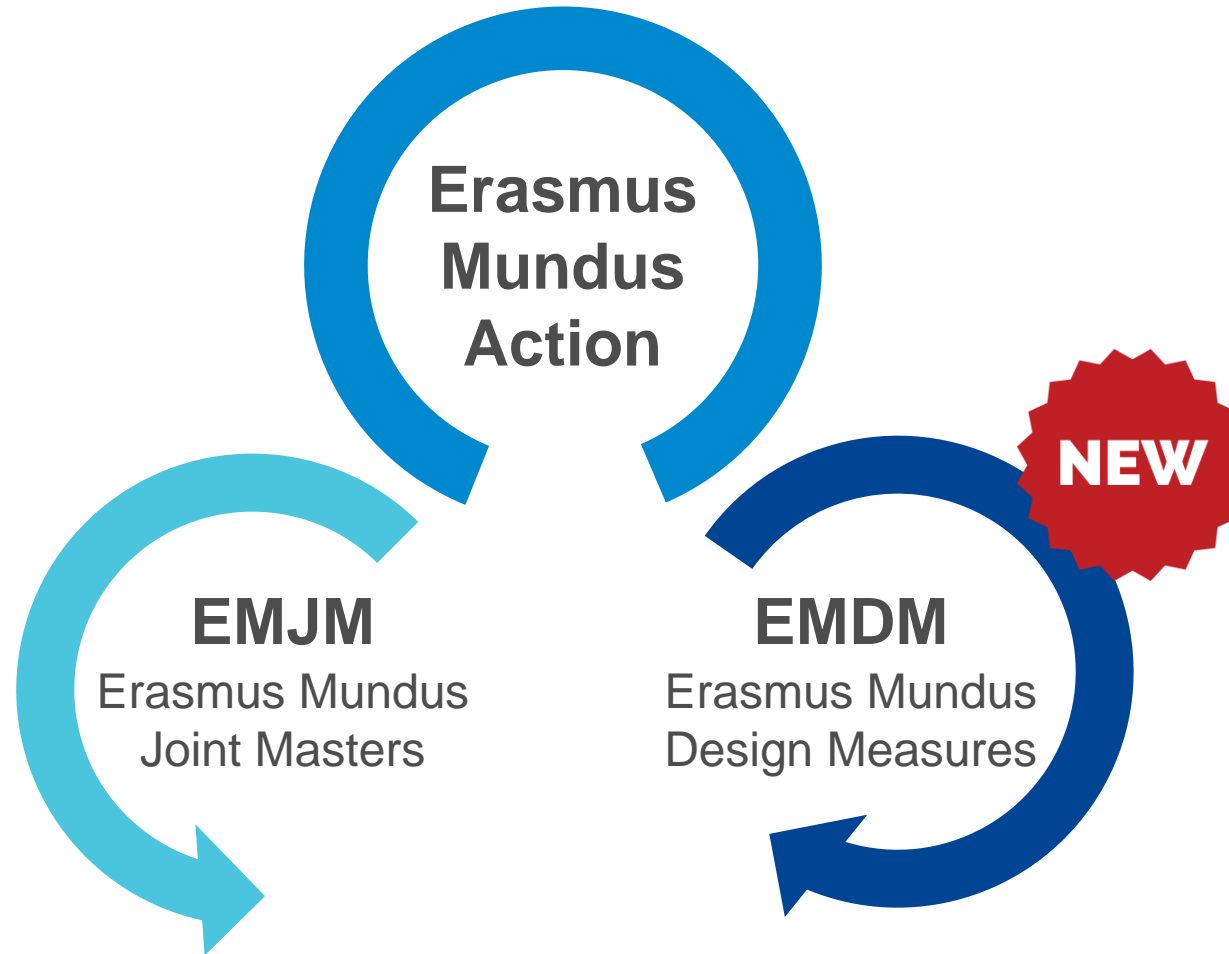 Erasmus
Mundus
Action
NEW
EMJM
Erasmus Mundus
Joint Masters
EMDM
Erasmus Mundus
Design Measures